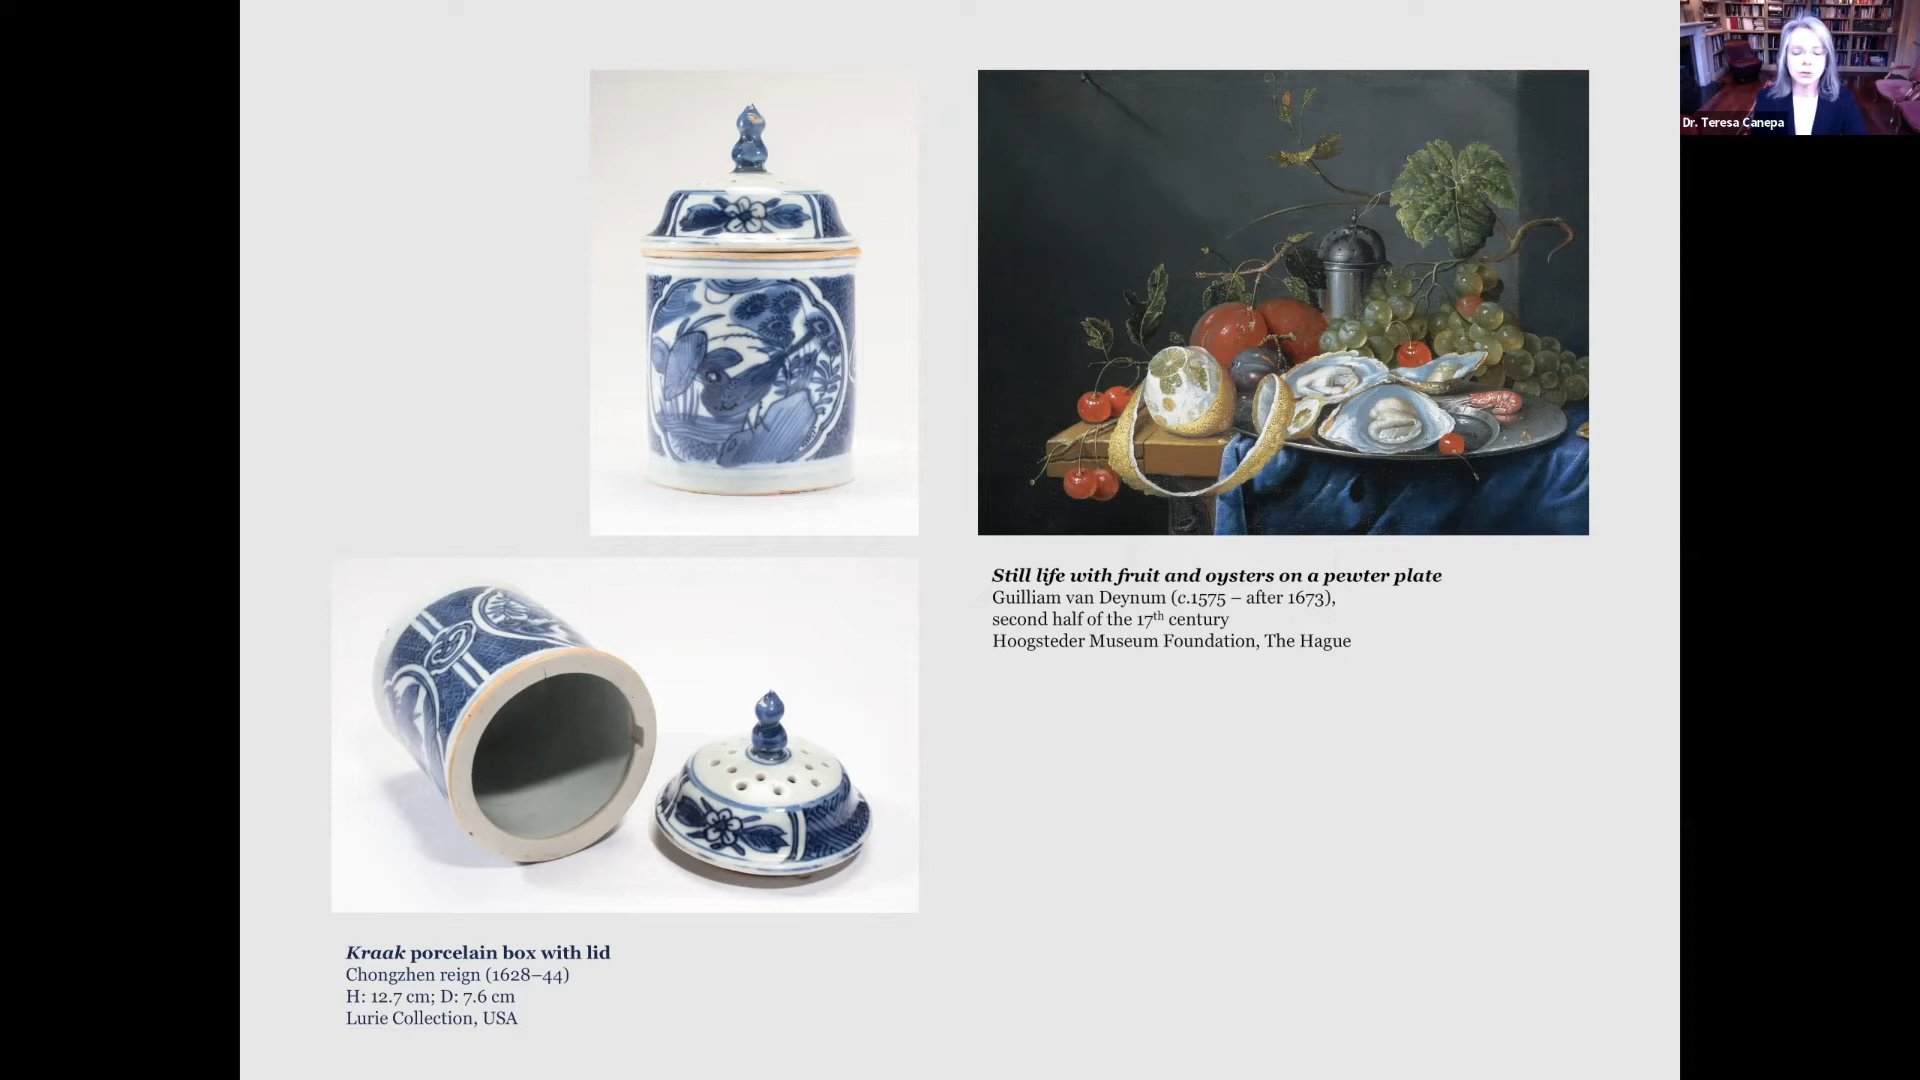 Dr. Teresa Canepa
Still life with fruit and oysters on a pewter plate
Guilliam van Deynum (c.1575 – after 1673),
second half of the 17th century
Hoogsteder Museum Foundation, The Hague
Kraak porcelain box with lid
Chongzhen reign (1628–44)
H: 12.7 cm; D: 7.6 cm
Lurie Collection, USA